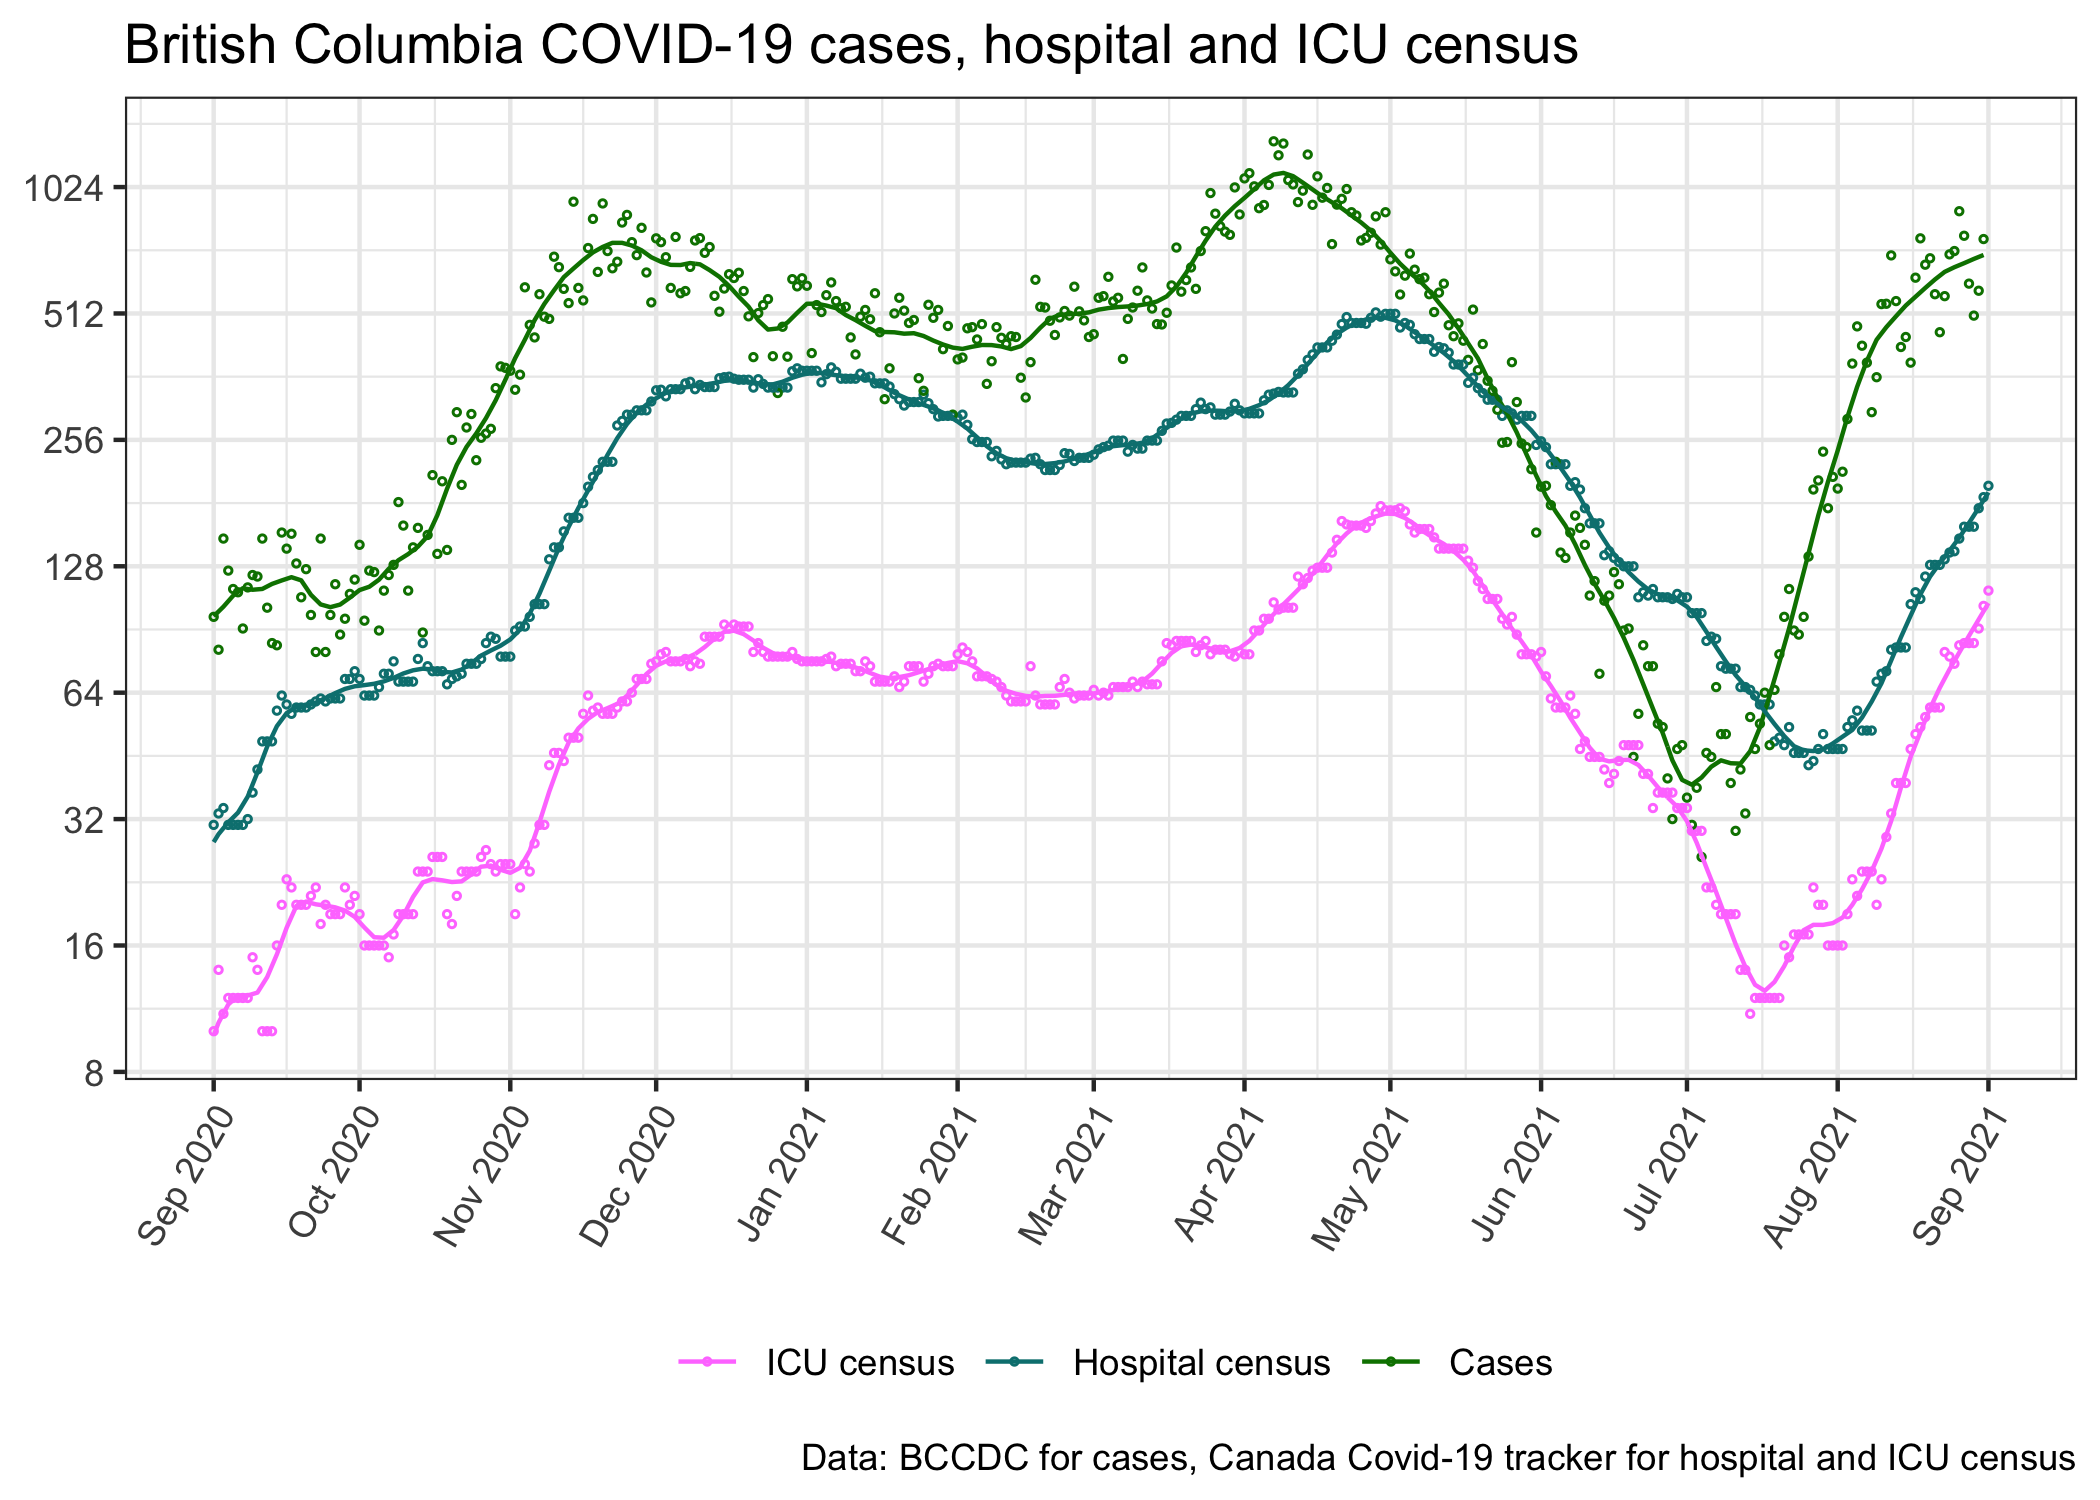 British Columbia COVID-19 cases, hospital and ICU census
1024
512
256
128
64
32
16
8
Sep 2020
Oct 2020
Nov 2020
Dec 2020
Jan 2021
Feb 2021
Mar 2021
Apr 2021
May 2021
Jun 2021
Jul 2021
Aug 2021
Sep 2021
ICU census
Hospital census
Cases
Data: BCCDC for cases, Canada Covid-19 tracker for hospital and ICU census